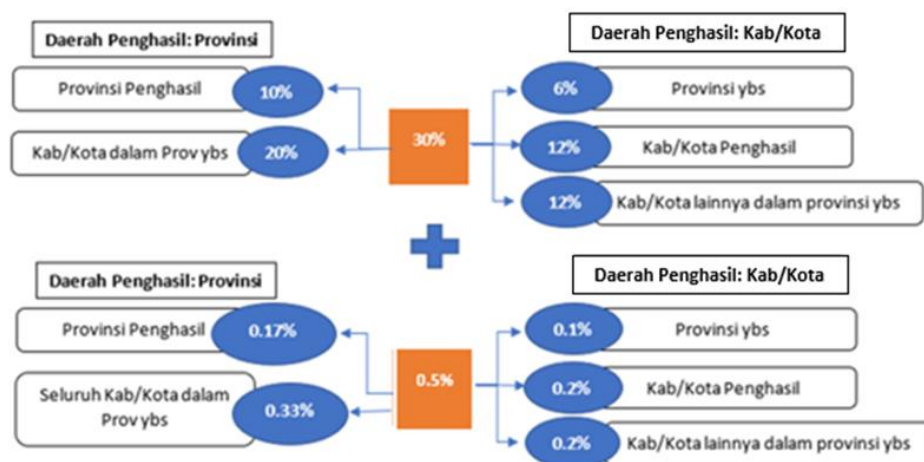 Daerah Penghasil: Provinsi
Provinsi Penghasil
10%
Kab/Kota dalam Prov ybs
20%
30%
Daerah Penghasil: Kab/Kota
6%
Provinsi ybs
12%
Kab/Kota Penghasil
12%
Kab/Kota lainnya dalam provinsi ybs
Daerah Penghasil: Provinsi
Provinsi Penghasil
0.17%
Seluruh Kab/Kota dalam
Prov ybs
0.33%
0.5%
Daerah Penghasil: Kab/Kota
0.1%
Provinsi ybs
0.2%
Kab/Kota Penghasil
0.2%
Kab/Kota lainnya dalam provinsi ybs